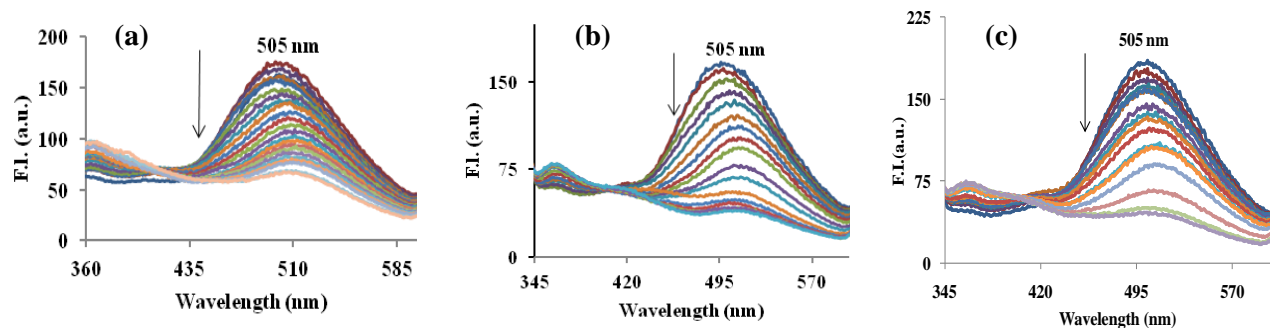 (a)
505 nm
200
150
100
50
0
F.I. (a.u.)
360 435 510 585
Wavelength (nm)
(b)
505 nm
150
75
0
F.I. (a.u.)
345 420 495 570
Wavelength (nm)
(c)
505 nm
225
150
75
0
F.I.(a.u.)
345 420 495 570
Wavelength (nm)